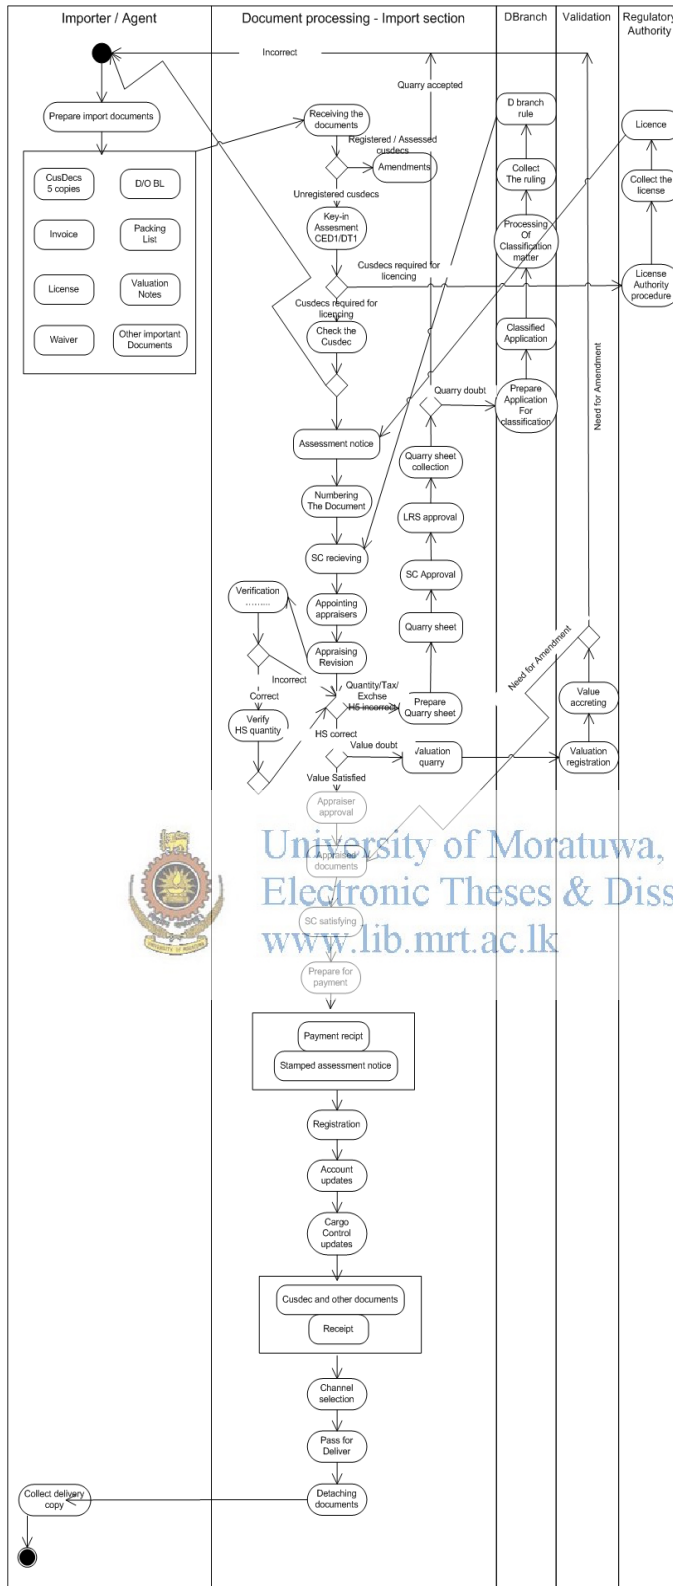 Importer / Agent
Document processing - Import section
DBranch
Validation
Regulatory
Authority
Incorrect
Quarry accepted
Prepare import documents
Receiving the
documents
D branch
rule
Licence
Registered / Assessed
cusdecs
Amendments
CusDecs
5 copies
D/O BL
Collect
The ruling
Collect the
license
Unregistered cusdecs
Invoice
Packing
List
Key-in
Assesment
CED1/DT1
Processing
Of
Classification
matter
Cusdecs required for
licencing
License
Valuation
Notes
License
Authority
procedure
Cusdecs required for
licencing
Waiver
Other important
Documents
Check the
Cusdec
Classified
Application
Need for Amendment
Quarry doubt
Prepare
Application
For
classification
Assessment notice
Quarry sheet
collection
Numbering
The Document
LRS approval
SC recieving
SC Approval
Verification
.........
Appointing
appraisers
Quarry sheet
Need for Amendment
Appraising
Revision
Incorrect
Correct
Quantity/Tax/
Exchse
H5 incorrect
Prepare
Quarry sheet
Value
accreting
Verify
HS quantity
HS correct
Value doubt
Valuation
quarry
Valuation
registration
Value Satisfied
Appraiser
approval
Appraised
documents
University of Moratuwa,
Electronic Theses & Diss
www.lib.mrt.ac.lk
UNIVERSITY OF MORATUWA
SC satisfying
Prepare for
payment
Payment recipt
Stamped assessment notice
Registration
Account
updates
Cargo
Control
updates
Cusdec and other documents
Receipt
Channel
selection
Pass for
Deliver
Detaching
documents
Collect delivery
copy